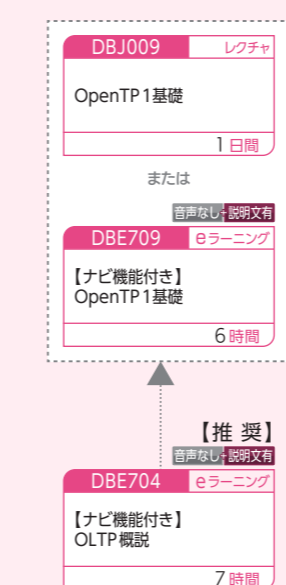 DBJ009 レクチャ
OpenTP1基礎
1日間
または
音声なし+説明文有
DBE709 eラーニング
【ナビ機能付き】
OpenTP1基礎
6時間
【推 奨】
音声なし+説明文有
DBE704 eラーニング
【ナビ機能付き】
OLTP概説
7時間